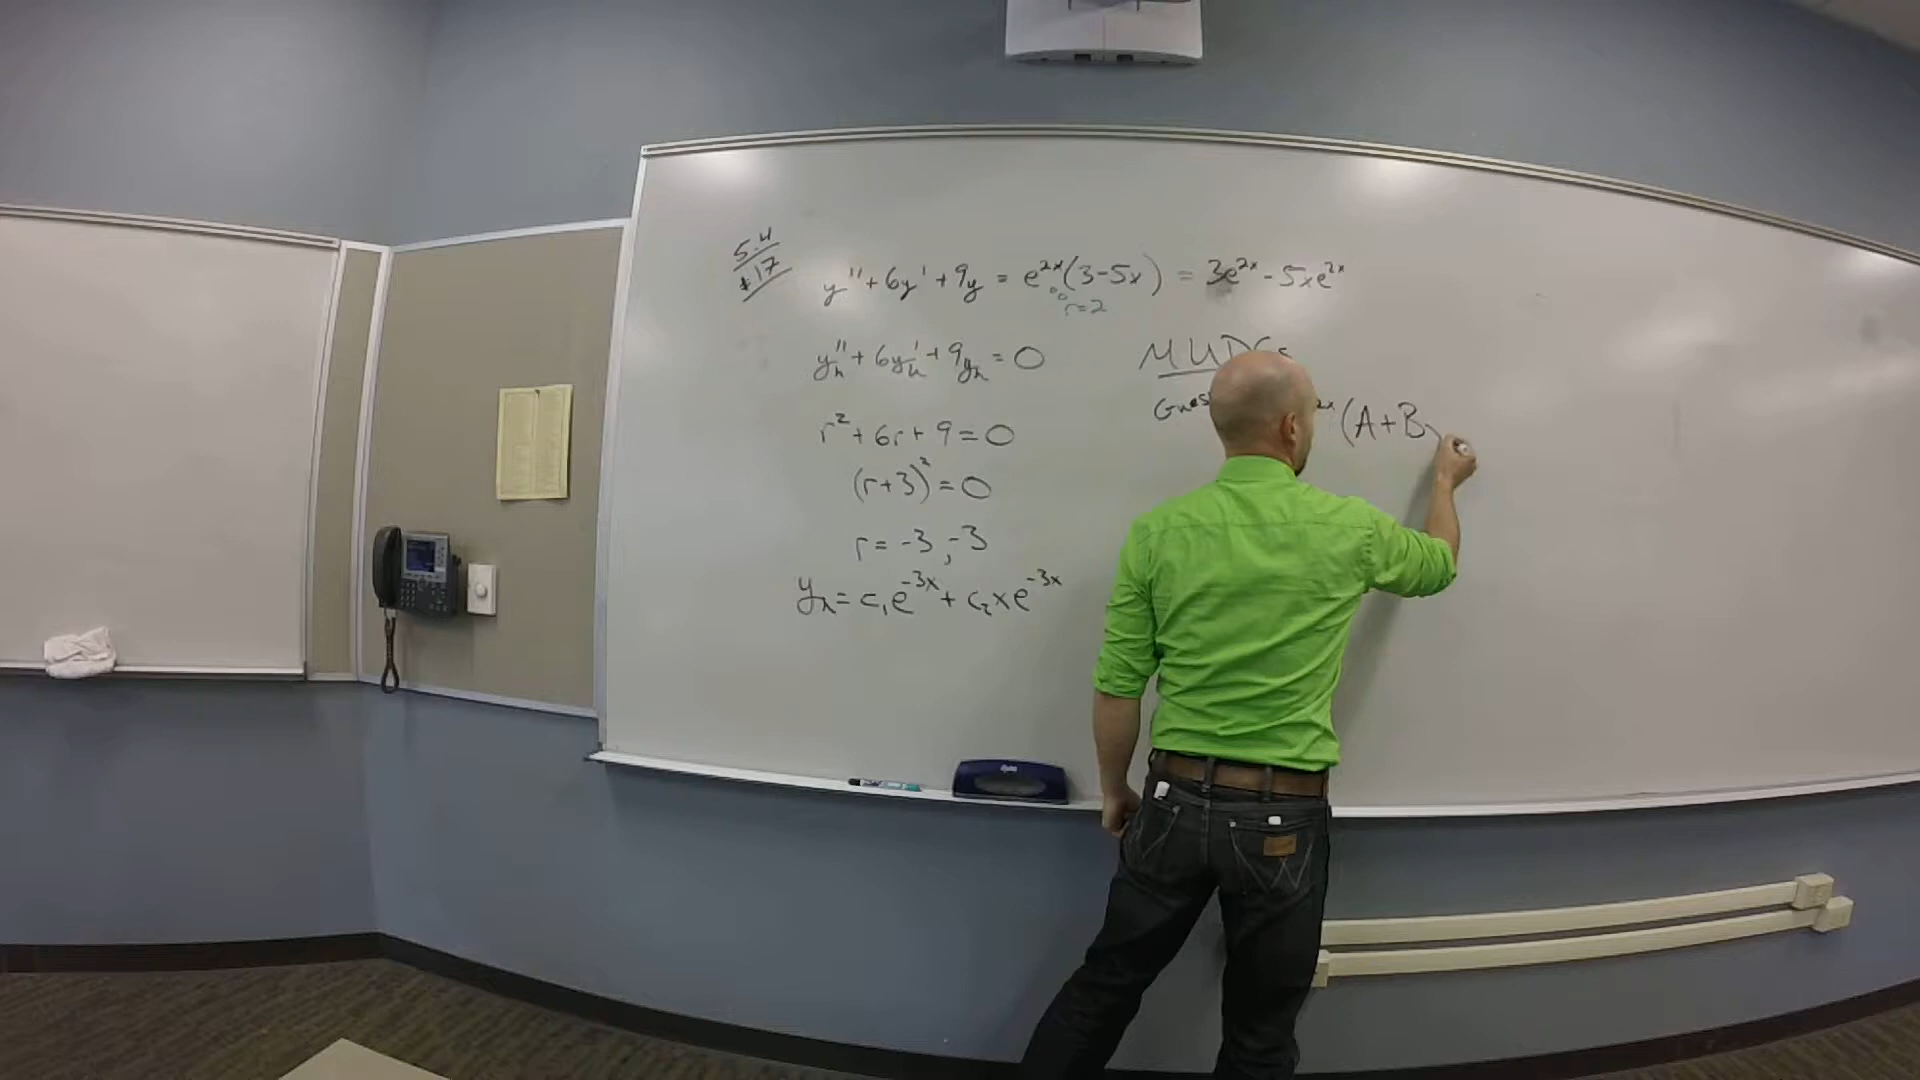 5.4
#17
y'' + 6y' + 9y = e^{2x}(3-5x) = 3e^{2x} - 5xe^{2x}
r=2
y_h'' + 6y_h' + 9y_h = 0
r^2 + 6r + 9 = 0
(r+3)^2 = 0
r = -3, -3
y_h = c_1e^{-3x} + c_2xe^{-3x}
2x (A+B